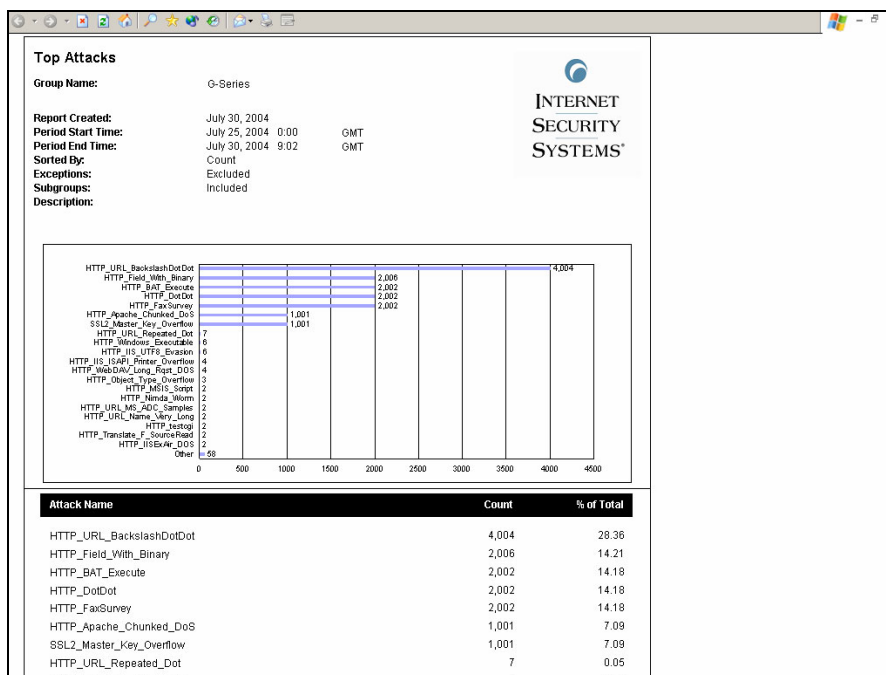 Top Attacks
Group Name: G-Series
Report Created: July 30, 2004
Period Start Time: July 25, 2004 0:00 GMT
Period End Time: July 30, 2004 9:02 GMT
Sorted By: Count
Exceptions: Excluded
Subgroups: Included
Description:
INTERNET
SECURITY
SYSTEMS®
HTTP_URL_BackslashDotDot 4,004
HTTP_Field_With_Binary 2,006
HTTP_BAT_Execute 2,002
HTTP_DotDot 2,002
HTTP_FaxSurvey 2,002
HTTP_Apache_Chunked_DoS 1,001
SSL2_Master_Key_Overflow 1,001
HTTP_URL_Repeated_Dot 7
HTTP_Windows_Executable 6
HTTP_IIS_UTF8_Evasion 6
HTTP_IIS_ISAPI_Printer_Overflow 4
HTTP_WebDAV_Long_Rqst_DOS 4
HTTP_Object_Type_Overflow 3
HTTP_MSIS_Script 2
HTTP_Nimda_Worm 2
HTTP_URL_MS_ADC_Samples 2
HTTP_URL_Name_Very_Long 2
HTTP_testcgi 2
HTTP_Translate_F_SourceRead 2
HTTP_IISExAir_DOS 2
Other 58
0 500 1000 1500 2000 2500 3000 3500 4000 4500
Attack Name Count % of Total
HTTP_URL_BackslashDotDot 4,004 28.36
HTTP_Field_With_Binary 2,006 14.21
HTTP_BAT_Execute 2,002 14.18
HTTP_DotDot 2,002 14.18
HTTP_FaxSurvey 2,002 14.18
HTTP_Apache_Chunked_DoS 1,001 7.09
SSL2_Master_Key_Overflow 1,001 7.09
HTTP_URL_Repeated_Dot 7 0.05